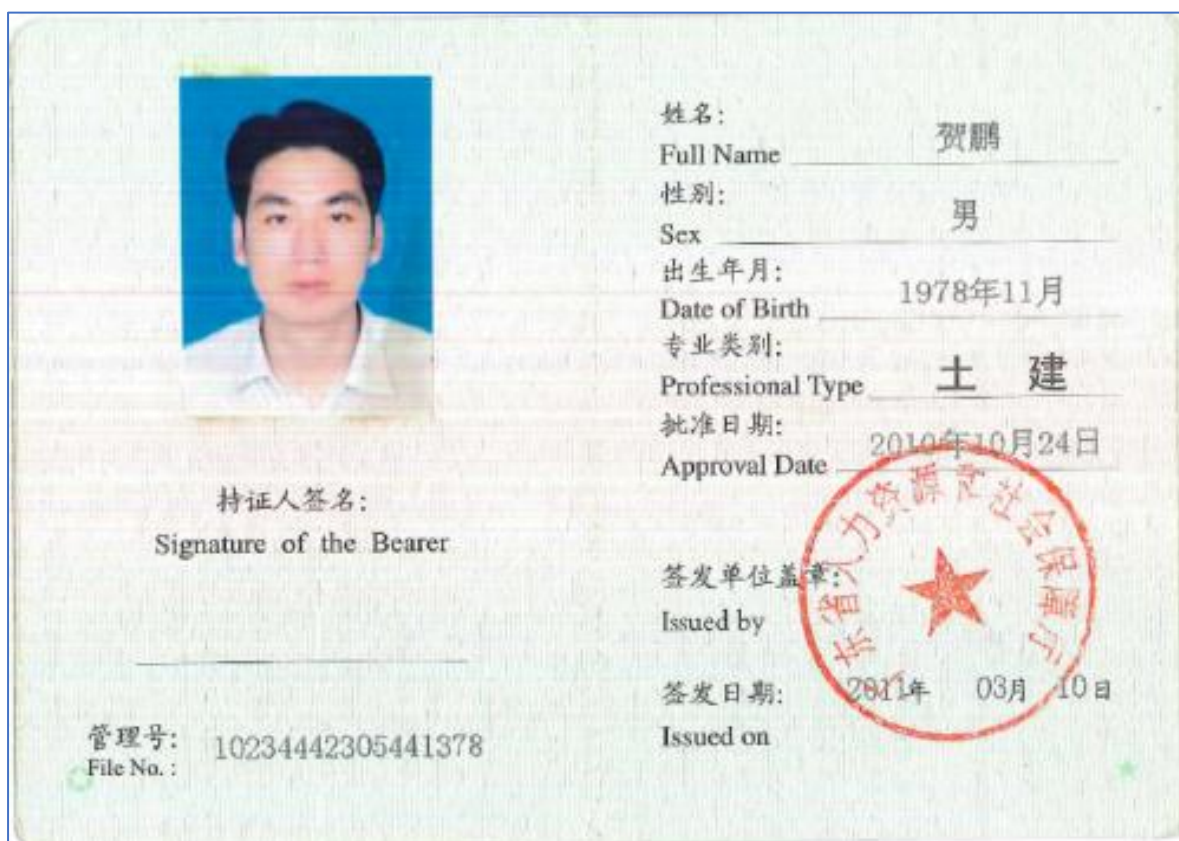 持证人签名:
Signature of the Bearer
管理号:
File No. :
10234442305441378
姓名:
Full Name
贺鹏
性别:
Sex
男
出生年月:
Date of Birth
1978年11月
专业类别:
Professional Type
土 建
批准日期:
Approval Date
2010年10月24日
签发单位盖章:
Issued by
东省人力资源和社会保障厅
签发日期:
2011年 03月 10日
Issued on